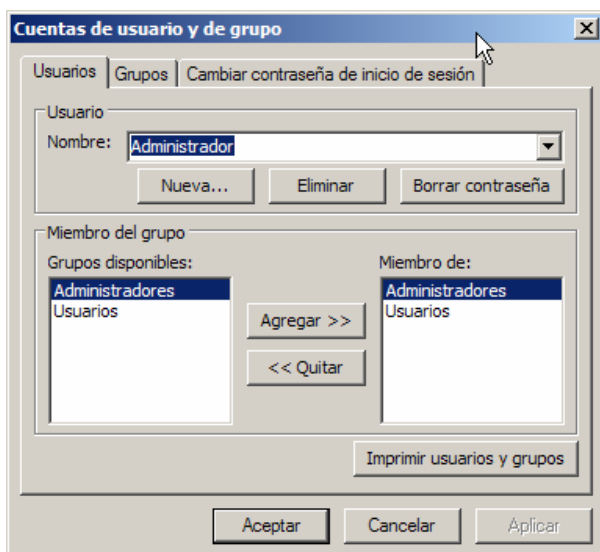 Cuentas de usuario y de grupo
Usuarios Grupos Cambiar contraseña de inicio de sesión
Usuario
Nombre: Administrador
Nueva... Eliminar Borrar contraseña
Miembro del grupo
Grupos disponibles: Miembro de:
Administradores Administradores
Usuarios Usuarios
Agregar >>
<< Quitar
Imprimir usuarios y grupos
Aceptar Cancelar Aplicar